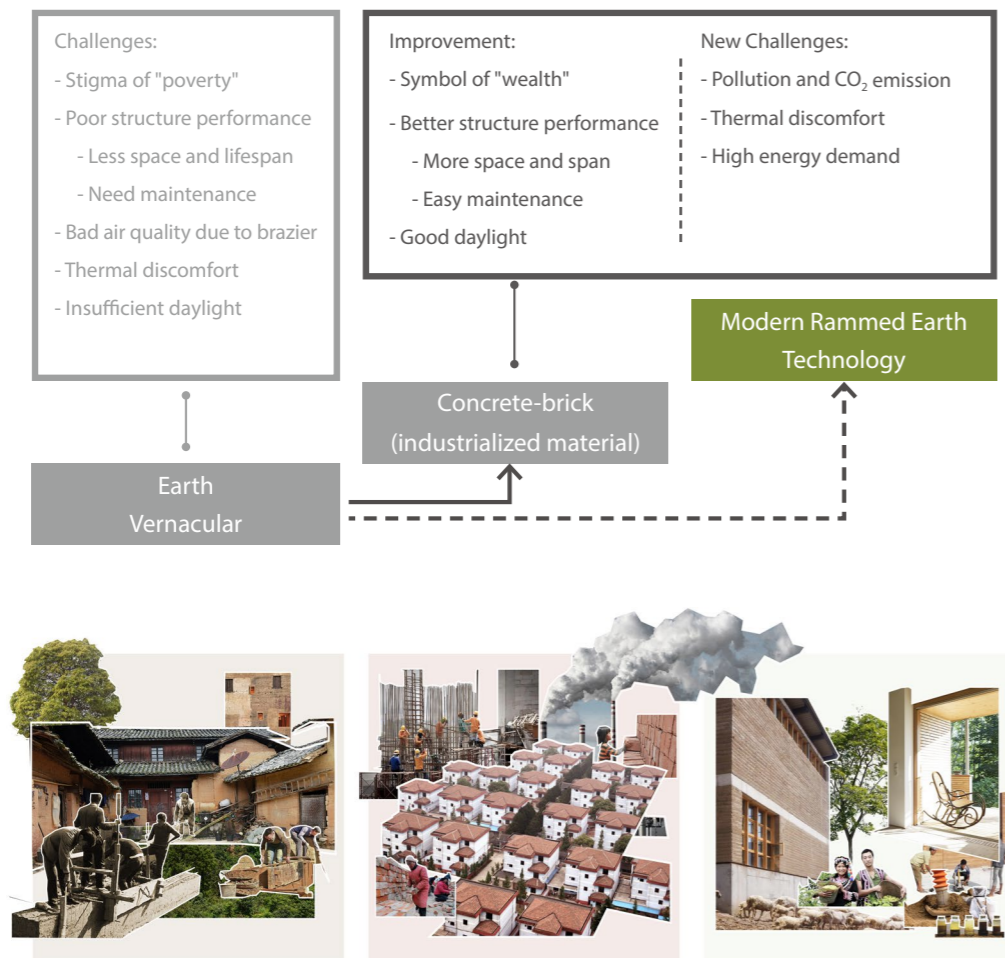 Challenges:
- Stigma of "poverty"
- Poor structure performance
- Less space and lifespan
- Need maintenance
- Bad air quality due to brazier
- Thermal discomfort
- Insufficient daylight
Improvement:
- Symbol of "wealth"
- Better structure performance
- More space and span
- Easy maintenance
- Good daylight
New Challenges:
- Pollution and CO₂ emission
- Thermal discomfort
- High energy demand
Modern Rammed Earth
Technology
Concrete-brick
(industrialized material)
Earth
Vernacular